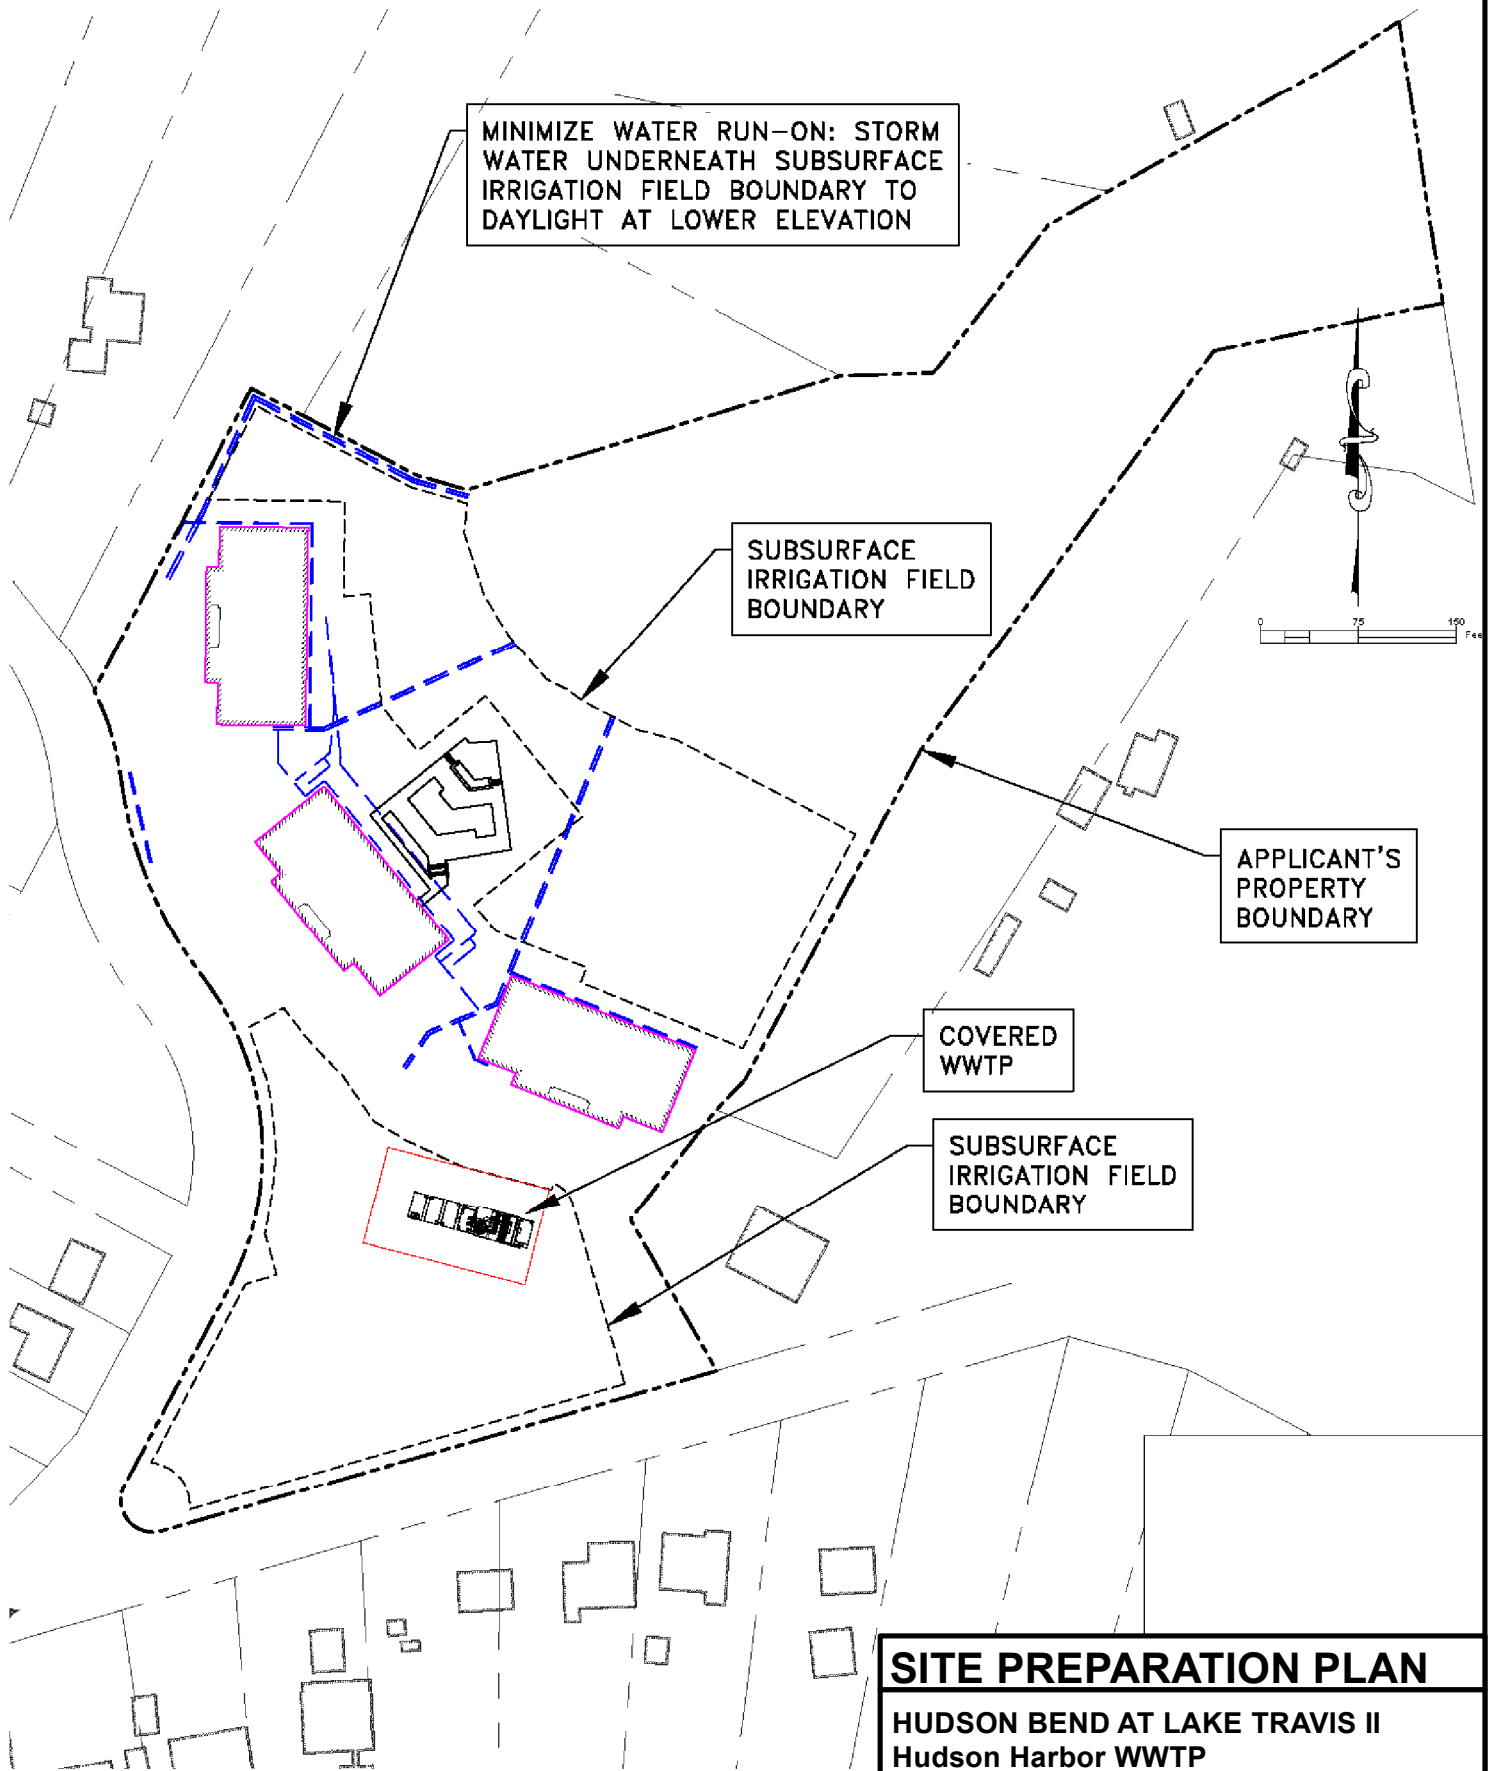 MINIMIZE WATER RUN-ON: STORM
WATER UNDERNEATH SUBSURFACE
IRRIGATION FIELD BOUNDARY TO
DAYLIGHT AT LOWER ELEVATION
SUBSURFACE
IRRIGATION FIELD
BOUNDARY
0 75 150
Fee
APPLICANT'S
PROPERTY
BOUNDARY
COVERED
WWTP
SUBSURFACE
IRRIGATION FIELD
BOUNDARY
SITE PREPARATION PLAN
HUDSON BEND AT LAKE TRAVIS II
Hudson Harbor WWTP